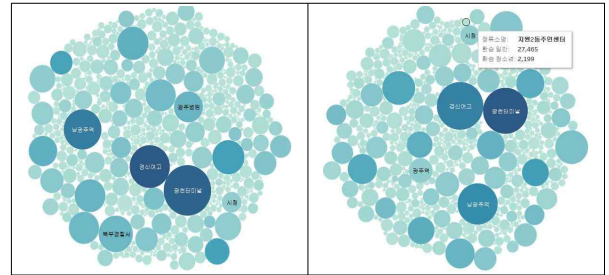 광주병원
남광주역
경신여고
광천터미널
시청
북부경찰서
시청
정류소명: 지원2동주민센터
환승 일반: 27,465
환승 청소년: 2,199
경신여고
광천터미널
광주역
남광주역